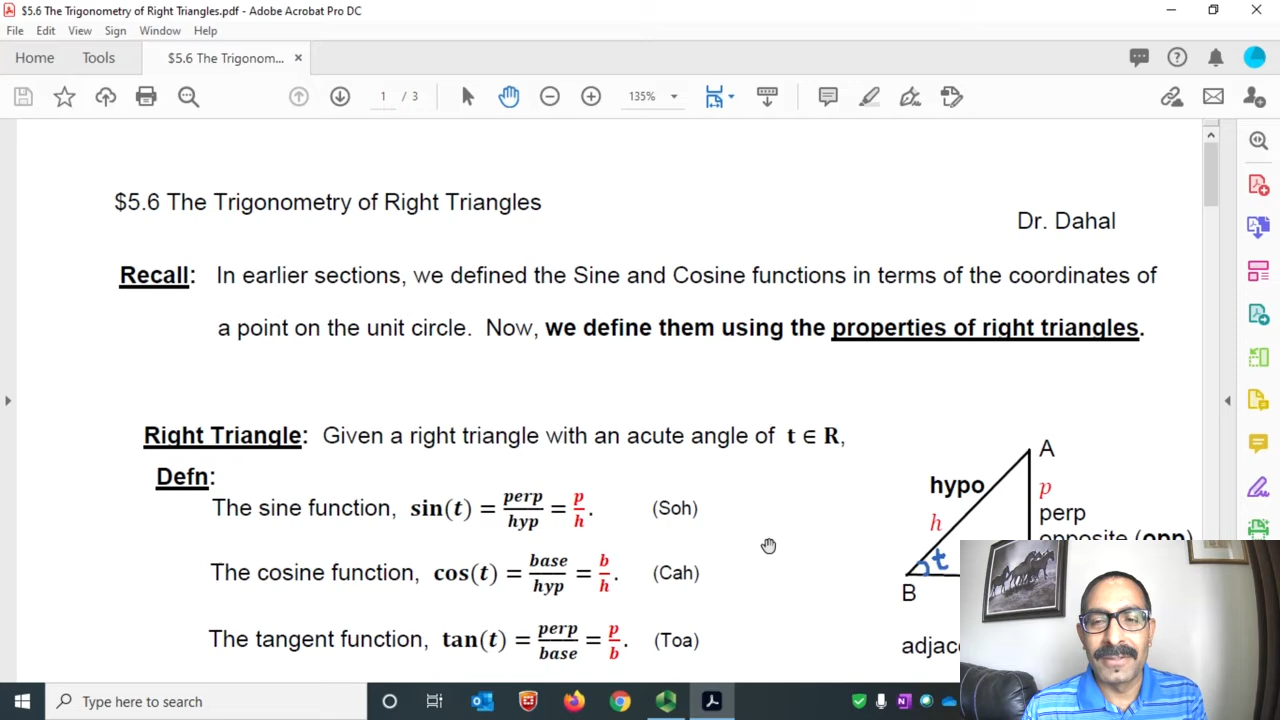 $5.6 The Trigonometry of Right Triangles.pdf - Adobe Acrobat Pro DC
File Edit View Sign Window Help
Home Tools $5.6 The Trigonom... ×
1 / 3 135%
$5.6 The Trigonometry of Right Triangles
Dr. Dahal
Recall: In earlier sections, we defined the Sine and Cosine functions in terms of the coordinates of
a point on the unit circle. Now, we define them using the properties of right triangles.
Right Triangle: Given a right triangle with an acute angle of t ∈ R,
A
Defn:
hypo p
The sine function, sin(t) = perp/hyp = p/h. (Soh)
h perp
opposite (opp)
t
The cosine function, cos(t) = base/hyp = b/h. (Cah)
B
The tangent function, tan(t) = perp/base = p/b. (Toa)
adjac
Type here to search